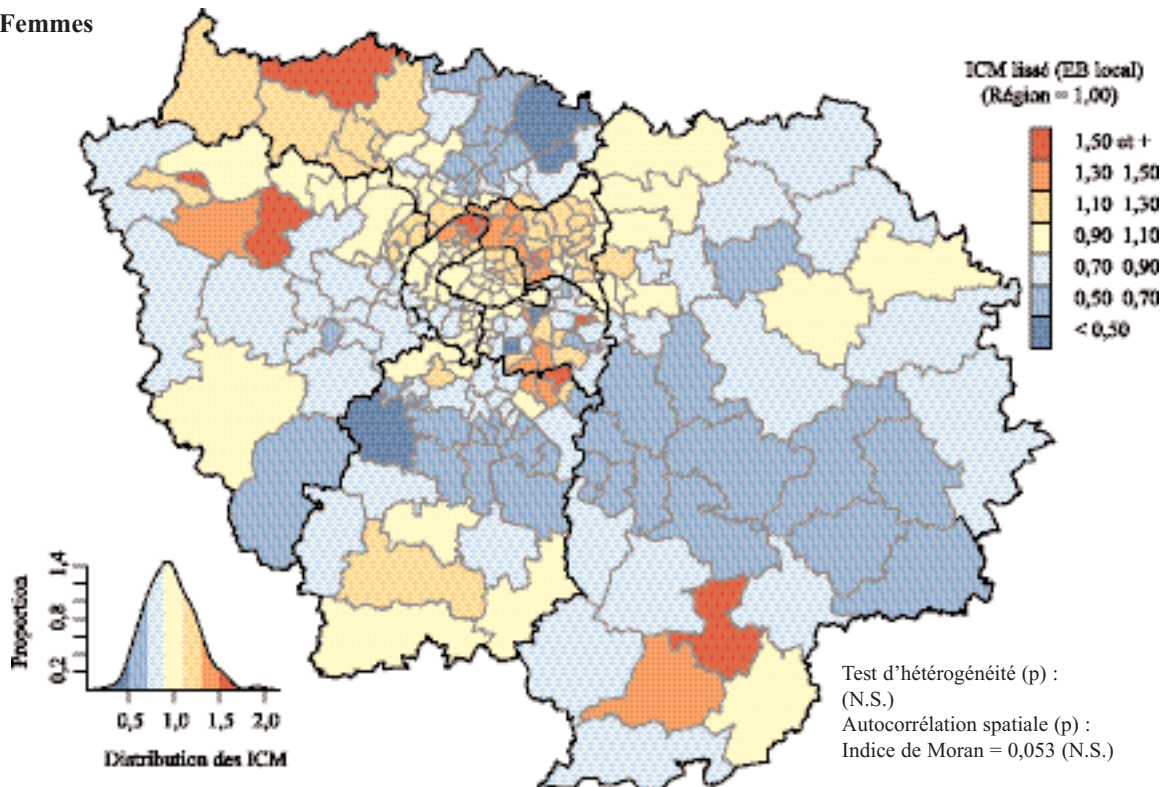 Femmes
ICM lissé (EB local)
(Région = 1,00)
1,50 et +
1,30 1,50
1,10 1,30
0,90 1,10
0,70 0,90
0,50 0,70
< 0,50
Proportion
1,4
0,8
0,2
0,5 1,0 1,5 2,0
Distribution des ICM
Test d'hétérogénéité (p) :
(N.S.)
Autocorrélation spatiale (p) :
Indice de Moran = 0,053 (N.S.)